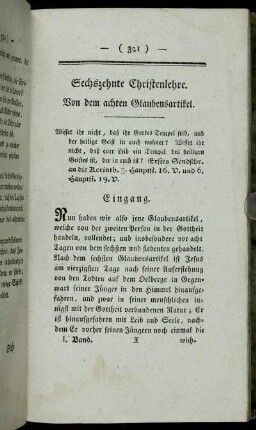 — ( 321 ) —
Sechszehnte Christenlehre.
Von dem achten Glaubensartikel.
Wisset ihr nicht, daß ihr Gottes Tempel seid, und
der heilige Geist in euch wohnet? Wisset ihr
nicht, daß euer Leib ein Tempel des heiligen
Geistes ist, der in euch ist? Erstes Sendschr.
an die Korinth. 3. Hauptst. 16. V. und 6.
Hauptst. 19. V.
Eingang.
Nun haben wir also jene Glaubensartikel,
welche von der zweiten Person in der Gottheit
handeln, vollendet; und insbesondere vor acht
Tagen von dem sechsten und siebenten gehandelt.
Nach dem sechsten Glaubensartikel ist Jesus
am vierzigsten Tage nach seiner Auferstehung
von den Todten auf dem Oelberge in Gegen-
wart seiner Jünger in den Himmel hinaufge-
fahren, und zwar in seiner menschlichen in-
nigst mit der Gottheit verbundenen Natur; Er
ist hinaufgefahren mit Leib und Seele, nach-
dem Er vorher seinen Jüngern noch einmal die
I. Band. X wich-